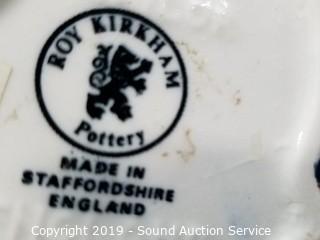 ROY KIRKHAM
Pottery
MADE IN
STAFFORDSHIRE
ENGLAND
Copyright 2019 - Sound Auction Service